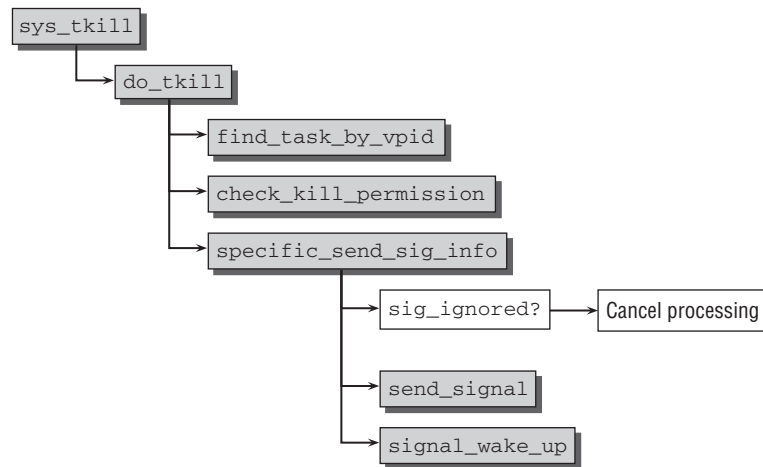 sys_tkill
do_tkill
find_task_by_vpid
check_kill_permission
specific_send_sig_info
sig_ignored?
Cancel processing
send_signal
signal_wake_up